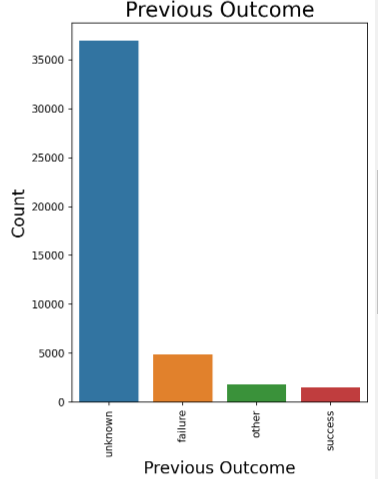 Previous Outcome
35000
30000
25000
20000
15000
10000
5000
0
Count
unknown
failure
other
success
Previous Outcome